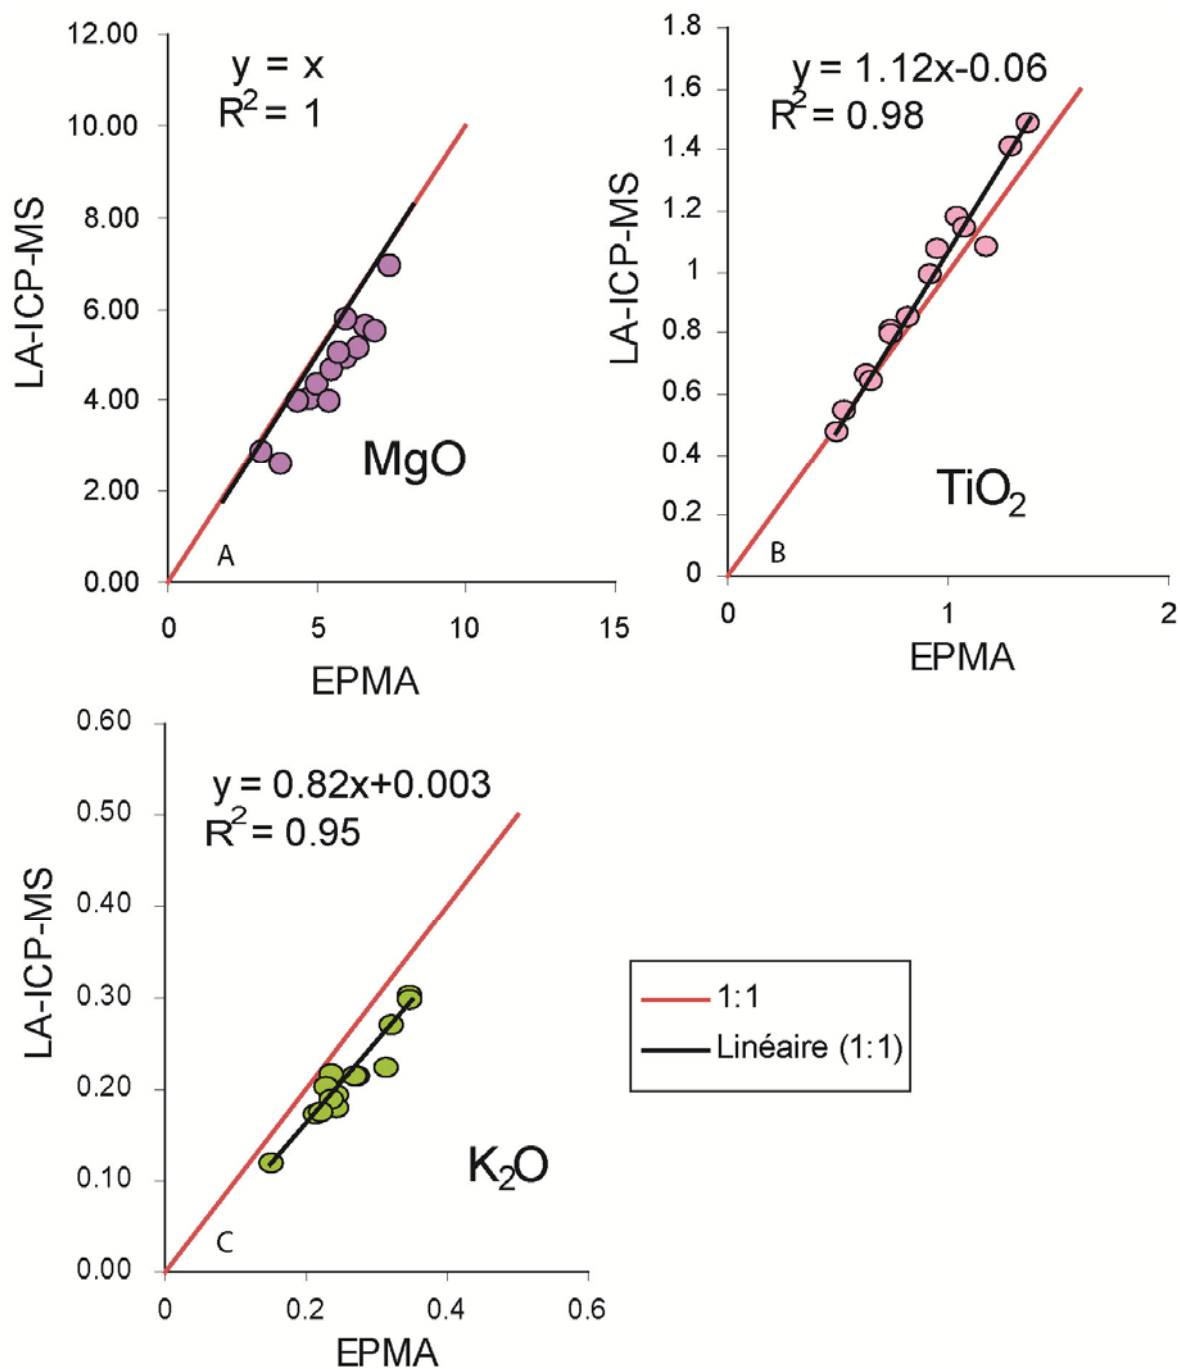 12.00
10.00
8.00
6.00
4.00
2.00
0.00
LA-ICP-MS
y = x
R² = 1
MgO
A
0 5 10 15
EPMA
1.8
1.6
1.4
1.2
1
0.8
0.6
0.4
0.2
0
LA-ICP-MS
y = 1.12x-0.06
R² = 0.98
TiO₂
B
0 1 2
EPMA
0.60
0.50
0.40
0.30
0.20
0.10
0.00
LA-ICP-MS
y = 0.82x+0.003
R² = 0.95
K₂O
C
0 0.2 0.4 0.6
EPMA
1:1
Linéaire (1:1)